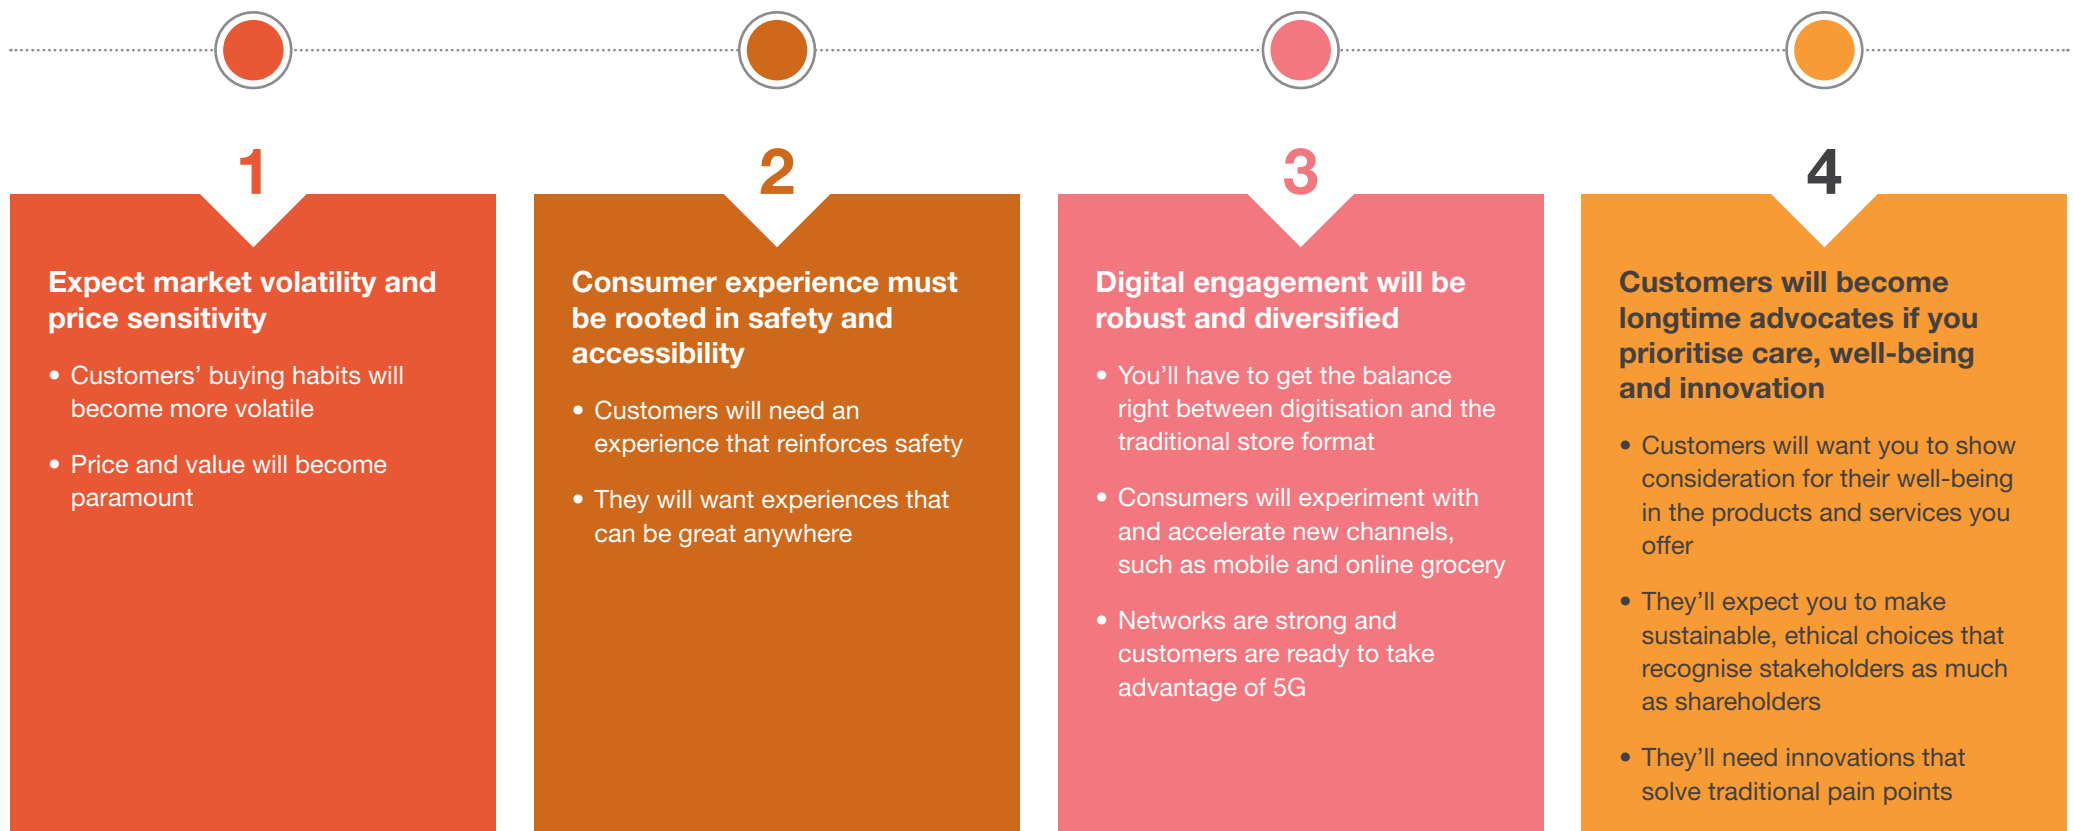 1
Expect market volatility and
price sensitivity
• Customers’ buying habits will
become more volatile
• Price and value will become
paramount
2
Consumer experience must
be rooted in safety and
accessibility
• Customers will need an
experience that reinforces safety
• They will want experiences that
can be great anywhere
3
Digital engagement will be
robust and diversified
• You’ll have to get the balance
right between digitisation and the
traditional store format
• Consumers will experiment with
and accelerate new channels,
such as mobile and online grocery
• Networks are strong and
customers are ready to take
advantage of 5G
4
Customers will become
longtime advocates if you
prioritise care, well-being
and innovation
• Customers will want you to show
consideration for their well-being
in the products and services you
offer
• They’ll expect you to make
sustainable, ethical choices that
recognise stakeholders as much
as shareholders
• They’ll need innovations that
solve traditional pain points